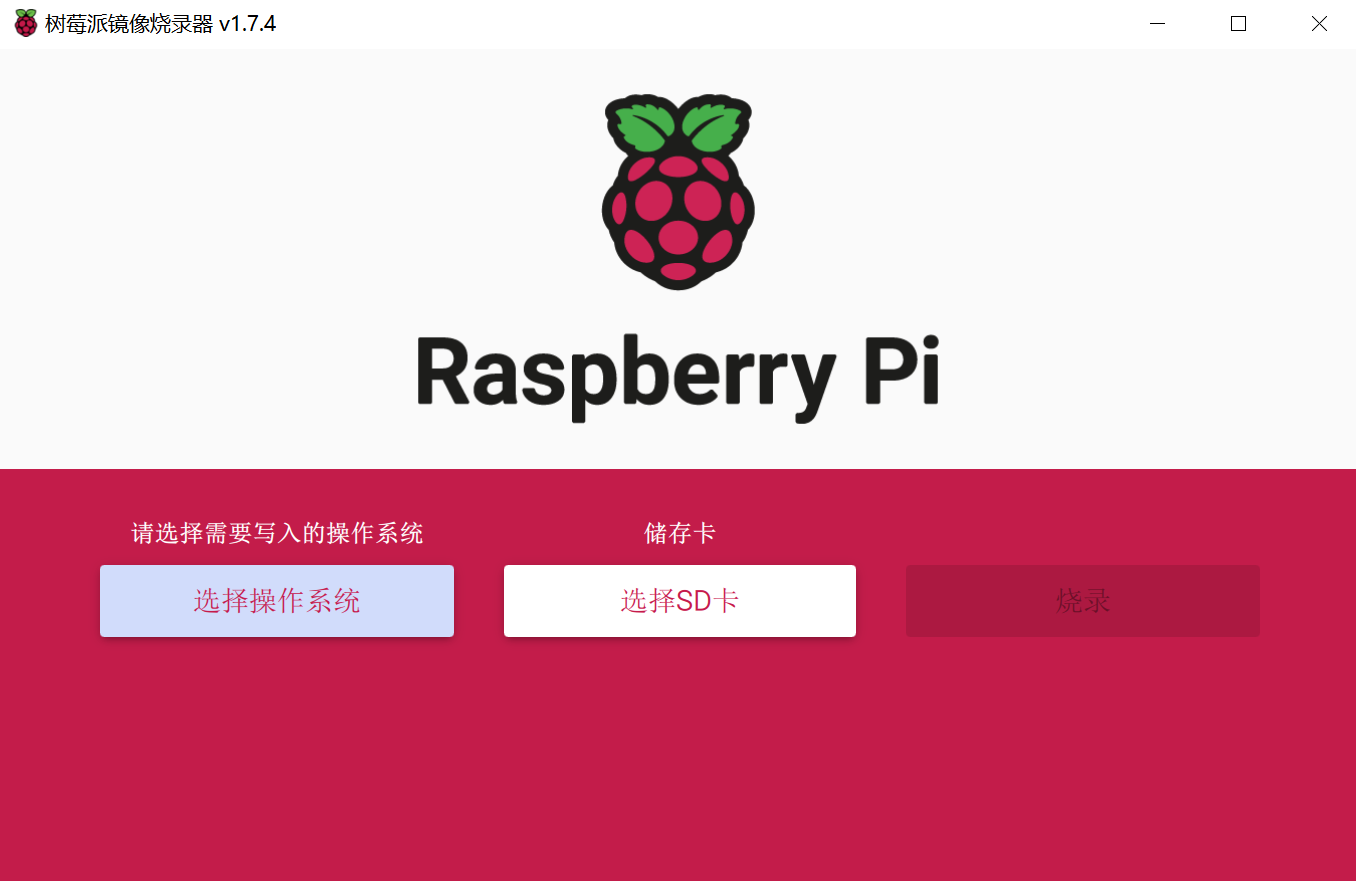 树莓派镜像烧录器 v1.7.4
Raspberry Pi
请选择需要写入的操作系统
储存卡
选择操作系统
选择SD卡
烧录